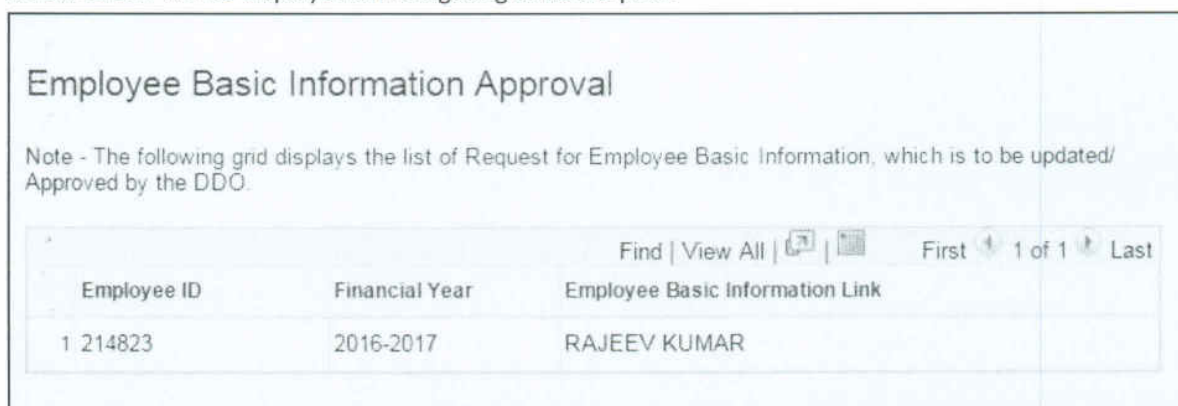 Employee Basic Information Approval
Note - The following grid displays the list of Request for Employee Basic Information, which is to be updated/
Approved by the DDO.
Find | View All | | First 1 of 1 Last
Employee ID Financial Year Employee Basic Information Link
1 214823 2016-2017 RAJEEV KUMAR